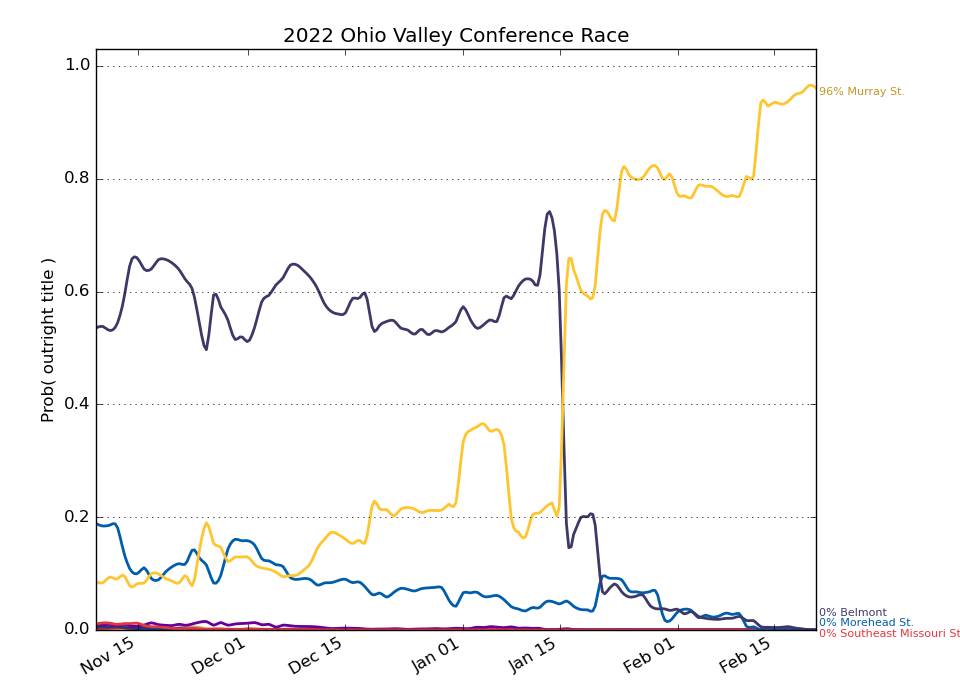 2022 Ohio Valley Conference Race
1.0
96% Murray St.
0.8
0.6
Prob( outright title )
0.4
0.2
0% Belmont
0% Morehead St.
0.0
0% Southeast Missouri St
Nov 15
Dec 01
Dec 15
Jan 01
Jan 15
Feb 01
Feb 15